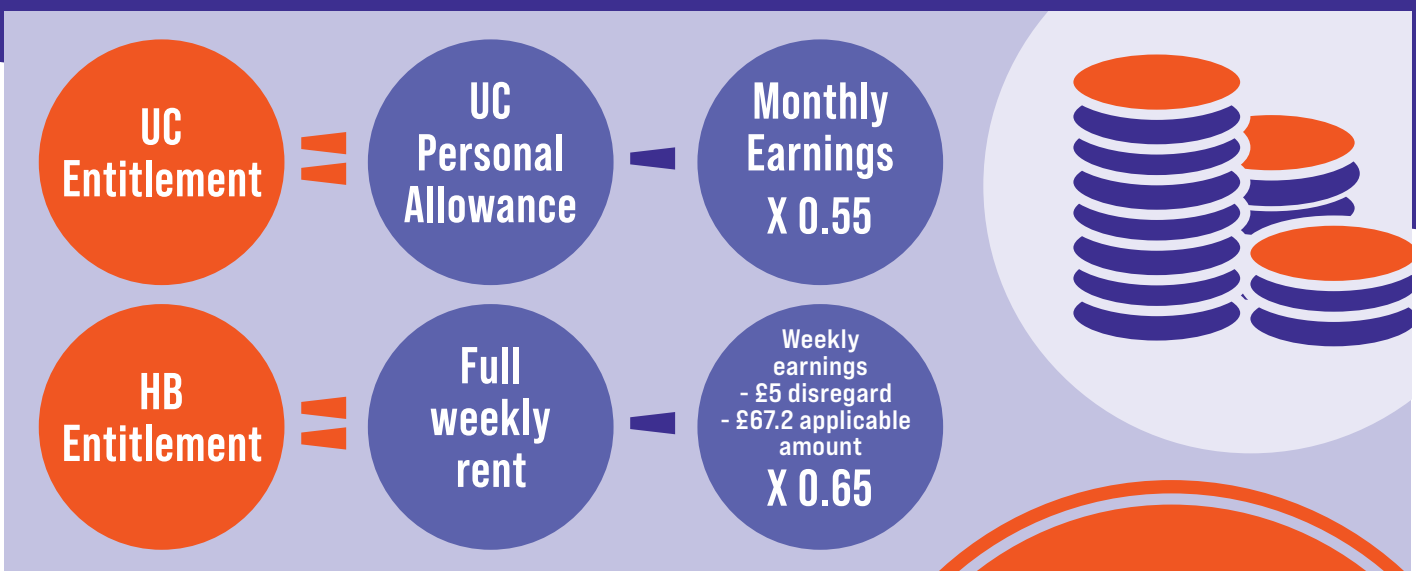 UC
Entitlement
UC
Personal
Allowance
Monthly
Earnings
X 0.55
HB
Entitlement
Full
weekly
rent
Weekly
earnings
- £5 disregard
- £67.2 applicable
amount
X 0.65